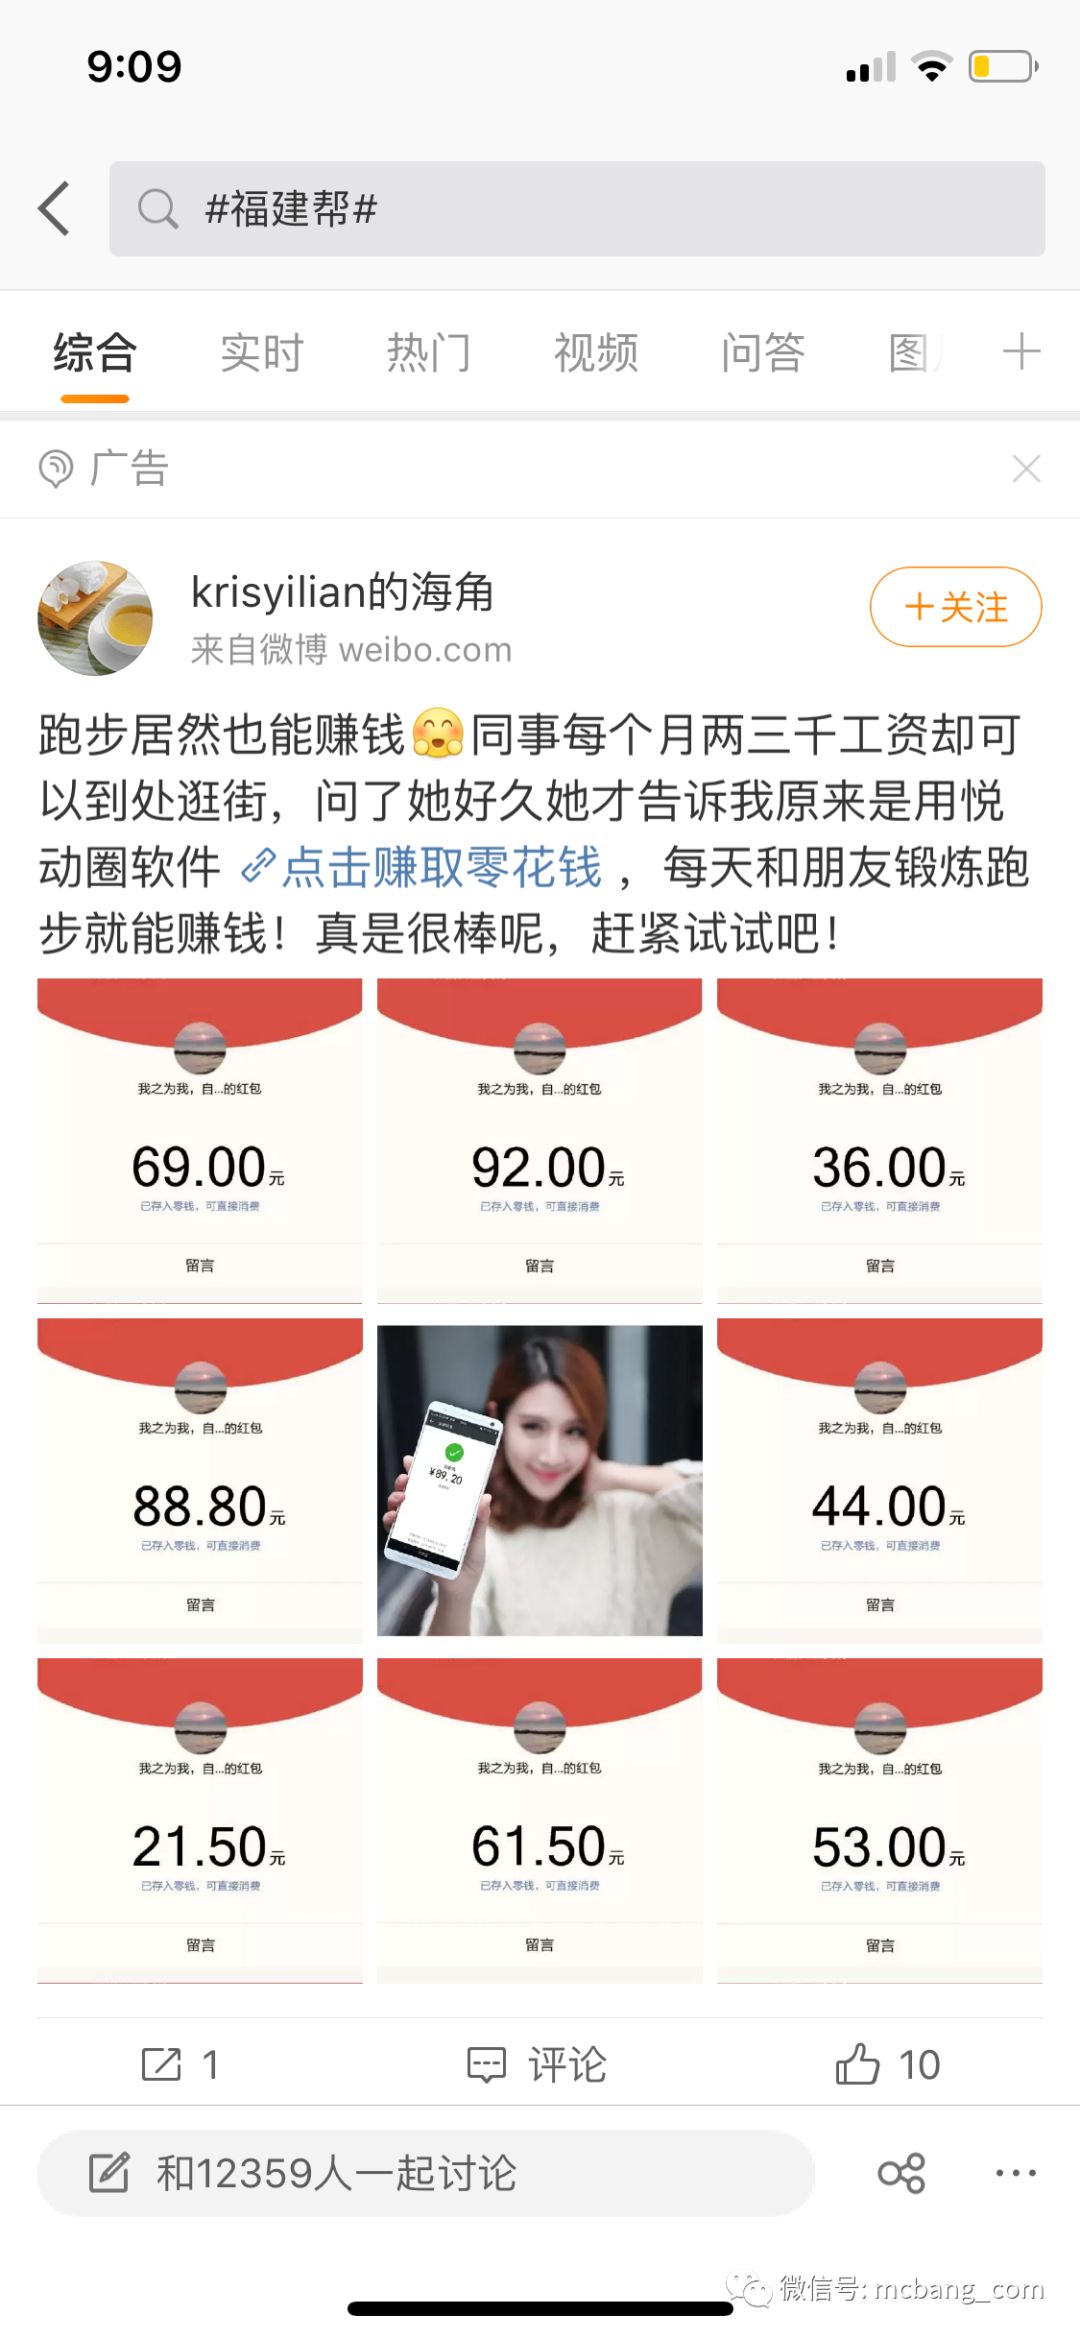 9:09
#福建帮#
综合 实时 热门 视频 问答 图
广告
krisyilian的海角
来自微博 weibo.com
+关注
跑步居然也能赚钱🤗同事每个月两三千工资却可
以到处逛街，问了她好久她才告诉我原来是用悦
动圈软件 点击赚取零花钱 ，每天和朋友锻炼跑
步就能赚钱！真是很棒呢，赶紧试试吧！
我之为我，自...的红包
69.00元
已存入零钱，可直接消费
留言
我之为我，自...的红包
92.00元
已存入零钱，可直接消费
留言
我之为我，自...的红包
36.00元
已存入零钱，可直接消费
留言
我之为我，自...的红包
88.80元
已存入零钱，可直接消费
留言
¥89.20
我之为我，自...的红包
44.00元
已存入零钱，可直接消费
留言
我之为我，自...的红包
21.50元
已存入零钱，可直接消费
留言
我之为我，自...的红包
61.50元
已存入零钱，可直接消费
留言
我之为我，自...的红包
53.00元
已存入零钱，可直接消费
留言
1
评论
10
和12359人一起讨论
微信号: mcbang_com